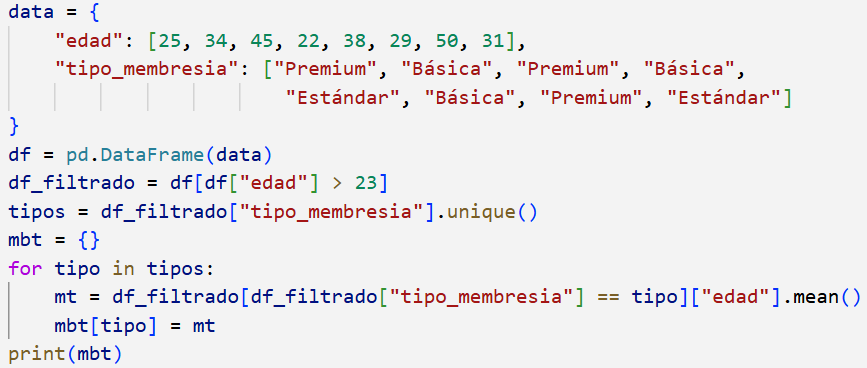 data = {
    "edad": [25, 34, 45, 22, 38, 29, 50, 31],
    "tipo_membresia": ["Premium", "Básica", "Premium", "Básica",
                       "Estándar", "Básica", "Premium", "Estándar"]
}
df = pd.DataFrame(data)
df_filtrado = df[df["edad"] > 23]
tipos = df_filtrado["tipo_membresia"].unique()
mbt = {}
for tipo in tipos:
    mt = df_filtrado[df_filtrado["tipo_membresia"] == tipo]["edad"].mean()
    mbt[tipo] = mt
print(mbt)